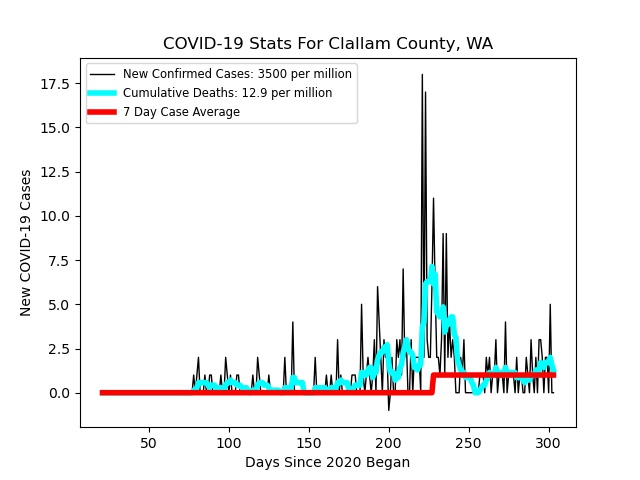 COVID-19 Stats For Clallam County, WA
New Confirmed Cases: 3500 per million
Cumulative Deaths: 12.9 per million
7 Day Case Average
New COVID-19 Cases
17.5
15.0
12.5
10.0
7.5
5.0
2.5
0.0
50 100 150 200 250 300
Days Since 2020 Began